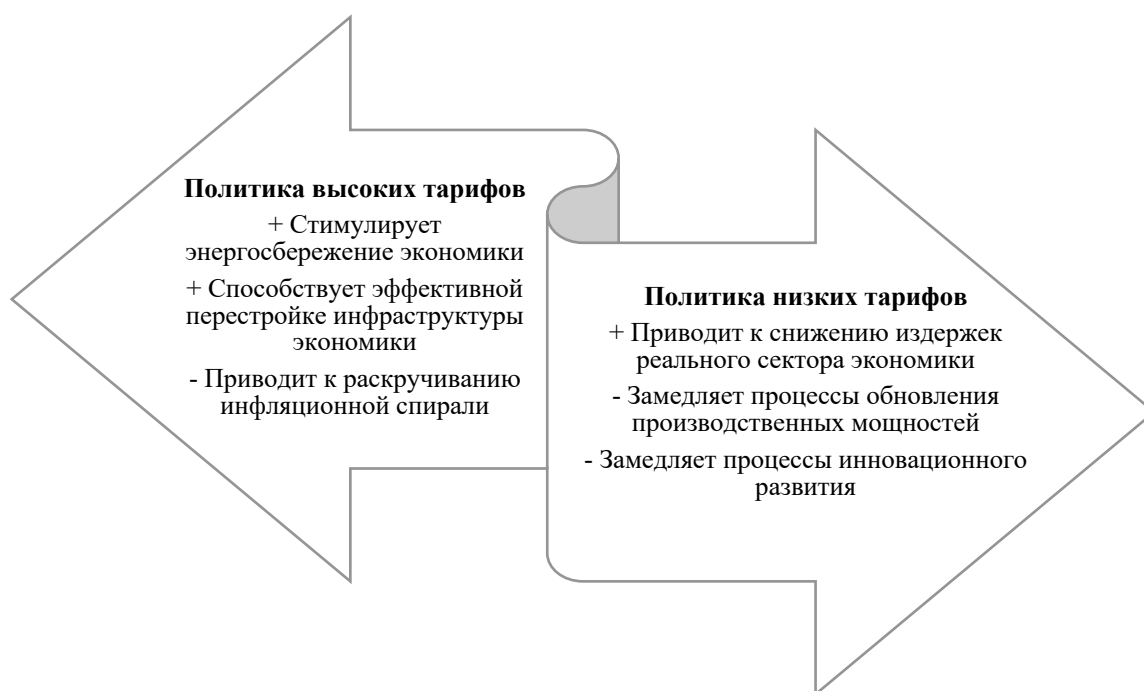 Политика высоких тарифов
+ Стимулирует
энергосбережение экономики
+ Способствует эффективной
перестройке инфраструктуры
экономики
- Приводит к раскручиванию
инфляционной спирали
Политика низких тарифов
+ Приводит к снижению издержек
реального сектора экономики
- Замедляет процессы обновления
производственных мощностей
- Замедляет процессы инновационного
развития